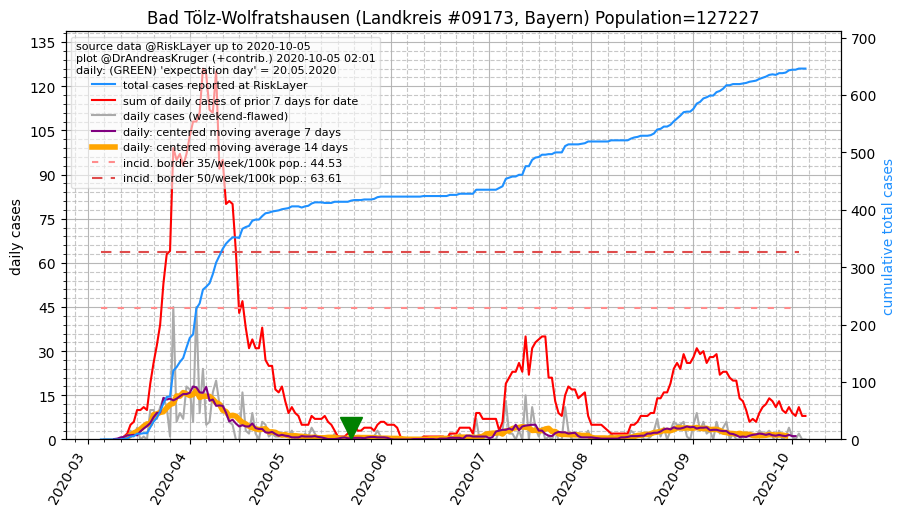 Bad Tölz-Wolfratshausen (Landkreis #09173, Bayern) Population=127227
source data @RiskLayer up to 2020-10-05
plot @DrAndreasKruger (+contrib.) 2020-10-05 02:01
daily: (GREEN) 'expectation day' = 20.05.2020
total cases reported at RiskLayer
sum of daily cases of prior 7 days for date
daily cases (weekend-flawed)
daily: centered moving average 7 days
daily: centered moving average 14 days
incid. border 35/week/100k pop.: 44.53
incid. border 50/week/100k pop.: 63.61
daily cases
135
120
105
90
75
60
45
30
15
0
700
600
500
400
300
200
100
0
cumulative total cases
2020-03
2020-04
2020-05
2020-06
2020-07
2020-08
2020-09
2020-10